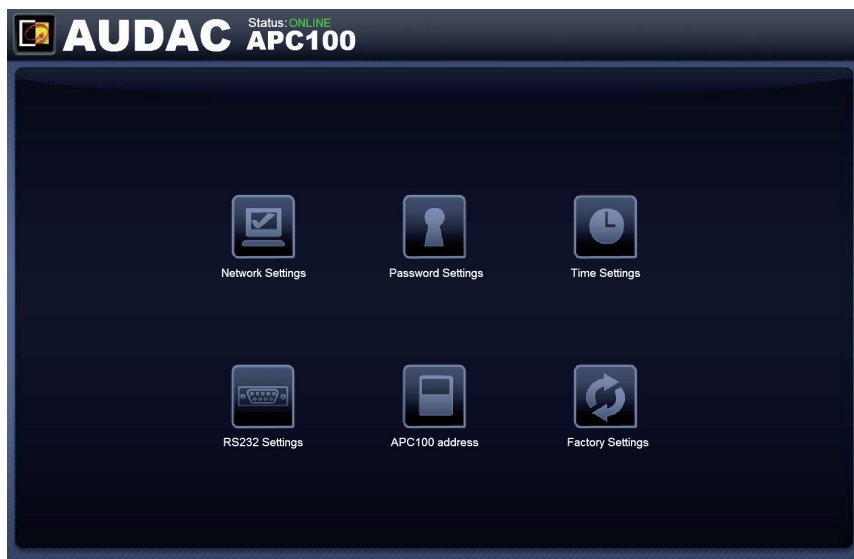 AUDAC
Status:ONLINE
APC100
Network Settings
Password Settings
Time Settings
RS232 Settings
APC100 address
Factory Settings